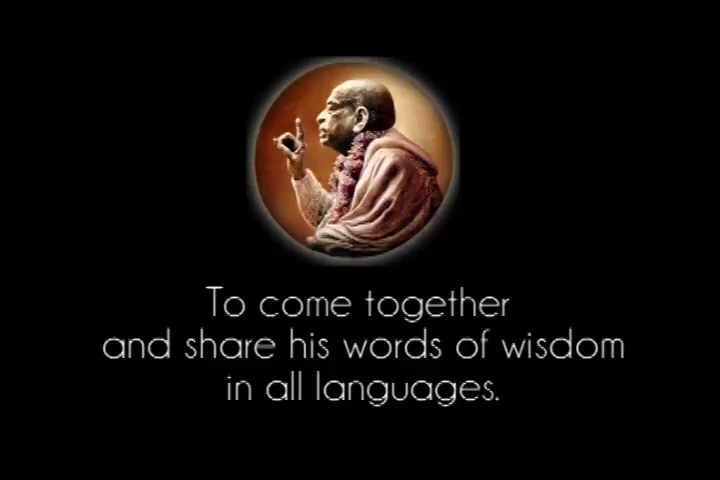 To come together
and share his words of wisdom
in all languages.